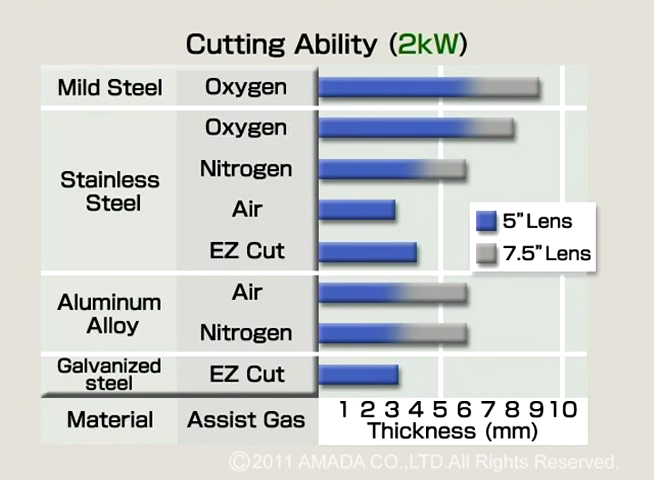 Cutting Ability (2kW)
Mild Steel
Oxygen
Stainless
Steel
Oxygen
Nitrogen
Air
EZ Cut
5" Lens
7.5" Lens
Aluminum
Alloy
Air
Nitrogen
Galvanized
steel
EZ Cut
Material
Assist Gas
1 2 3 4 5 6 7 8 9 10
Thickness (mm)
©2011 AMADA CO.,LTD.All Rights Reserved.